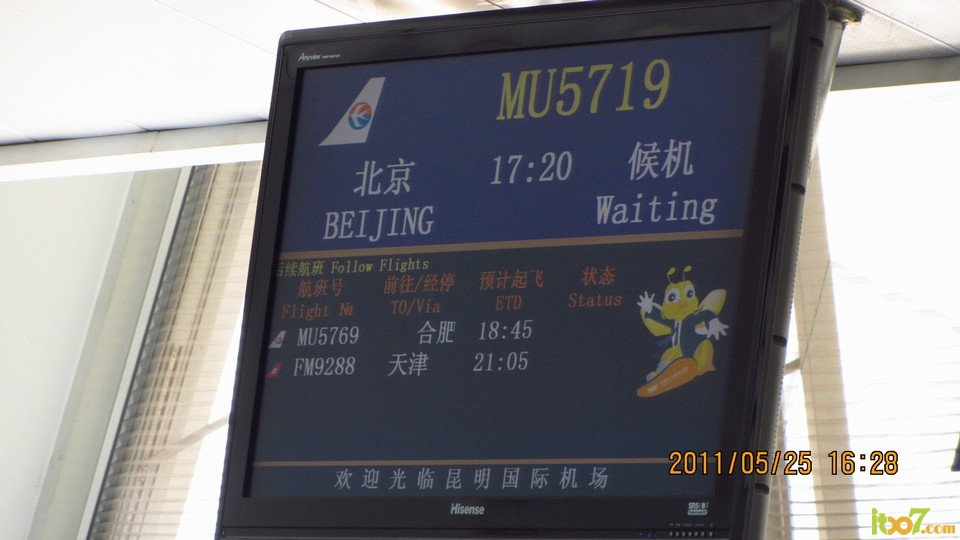 Anyview
MU5719
北京 17:20 候机
BEIJING Waiting
后续航班 Follow Flights
航班号 前往/经停 预计起飞 状态
Flight № TO/Via ETD Status
MU5769 合肥 18:45
FM9288 天津 21:05
欢迎光临昆明国际机场
Hisense
SRS
2011/05/25 16:28
itxo7.com